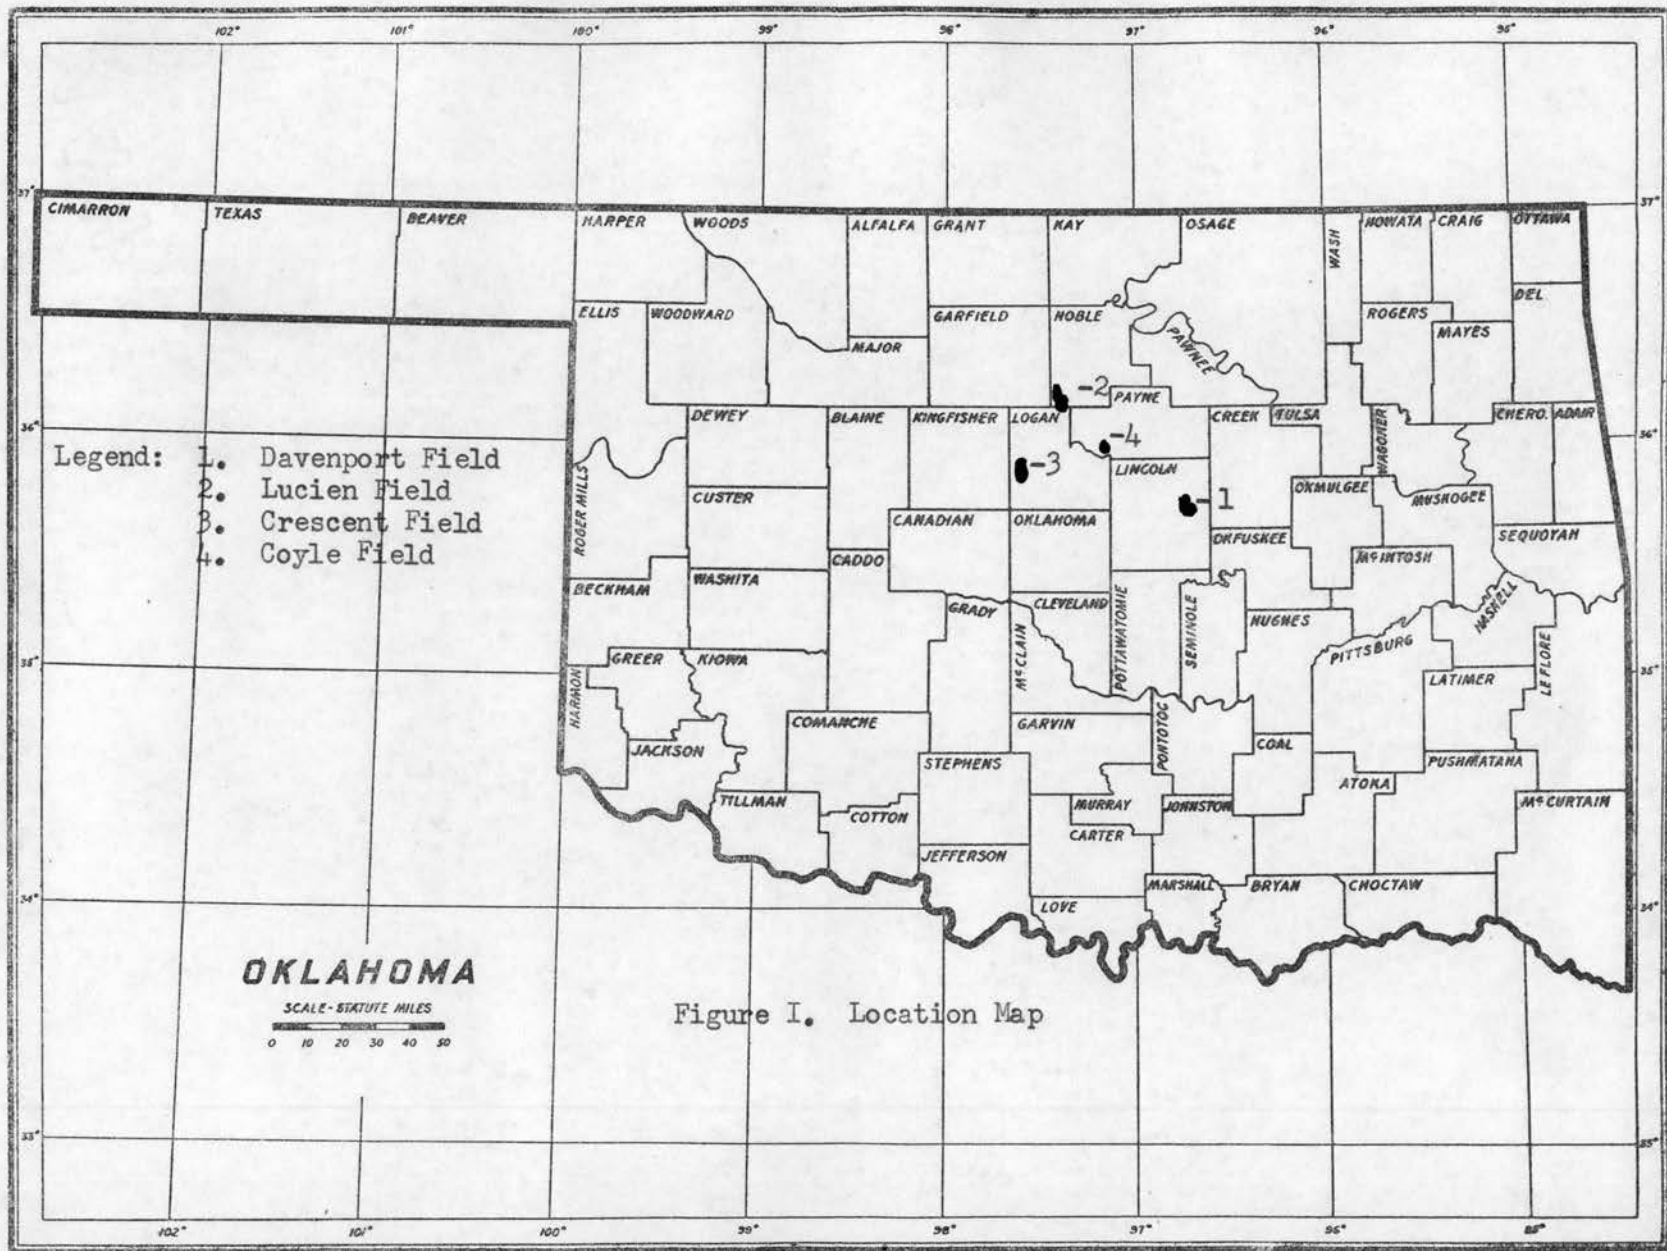 102° 101° 100° 99° 98° 97° 96° 95°
37° 37°
CIMARRON TEXAS BEAVER HARPER WOODS ALFALFA GRANT KAY OSAGE WASH NOWATA CRAIG OTTAWA
ELLIS WOODWARD MAJOR GARFIELD NOBLE PAWNEE ROGERS MAYES DEL
-2 PAYNE
DEWEY BLAINE KINGFISHER LOGAN CREEK TULSA WAGONER CHERO. ADAIR
36° 36°
-4
Legend: 1. Davenport Field
2. Lucien Field
3. Crescent Field
4. Coyle Field
-3 LINCOLN -1
ROGER MILLS CUSTER CANADIAN OKLAHOMA OKMULGEE MUSKOGEE
CADDO OKFUSKEE McINTOSH SEQUOYAH
BECKHAM WASHITA GRADY CLEVELAND POTTAWATOMIE SEMINOLE HUGHES HASKELL
35° 35°
HARMON GREER KIOWA McCLAIN PITTSBURG LATIMER LE FLORE
JACKSON COMANCHE GARVIN PONTOTOC COAL
STEPHENS ATOKA PUSHMATAHA
TILLMAN COTTON MURRAY JOHNSTON McCURTAIN
CARTER
JEFFERSON MARSHALL BRYAN CHOCTAW
34° LOVE 34°
OKLAHOMA
SCALE-STATUTE MILES
0 10 20 30 40 50
Figure I. Location Map
33°
102° 101° 100° 99° 98° 97° 96°